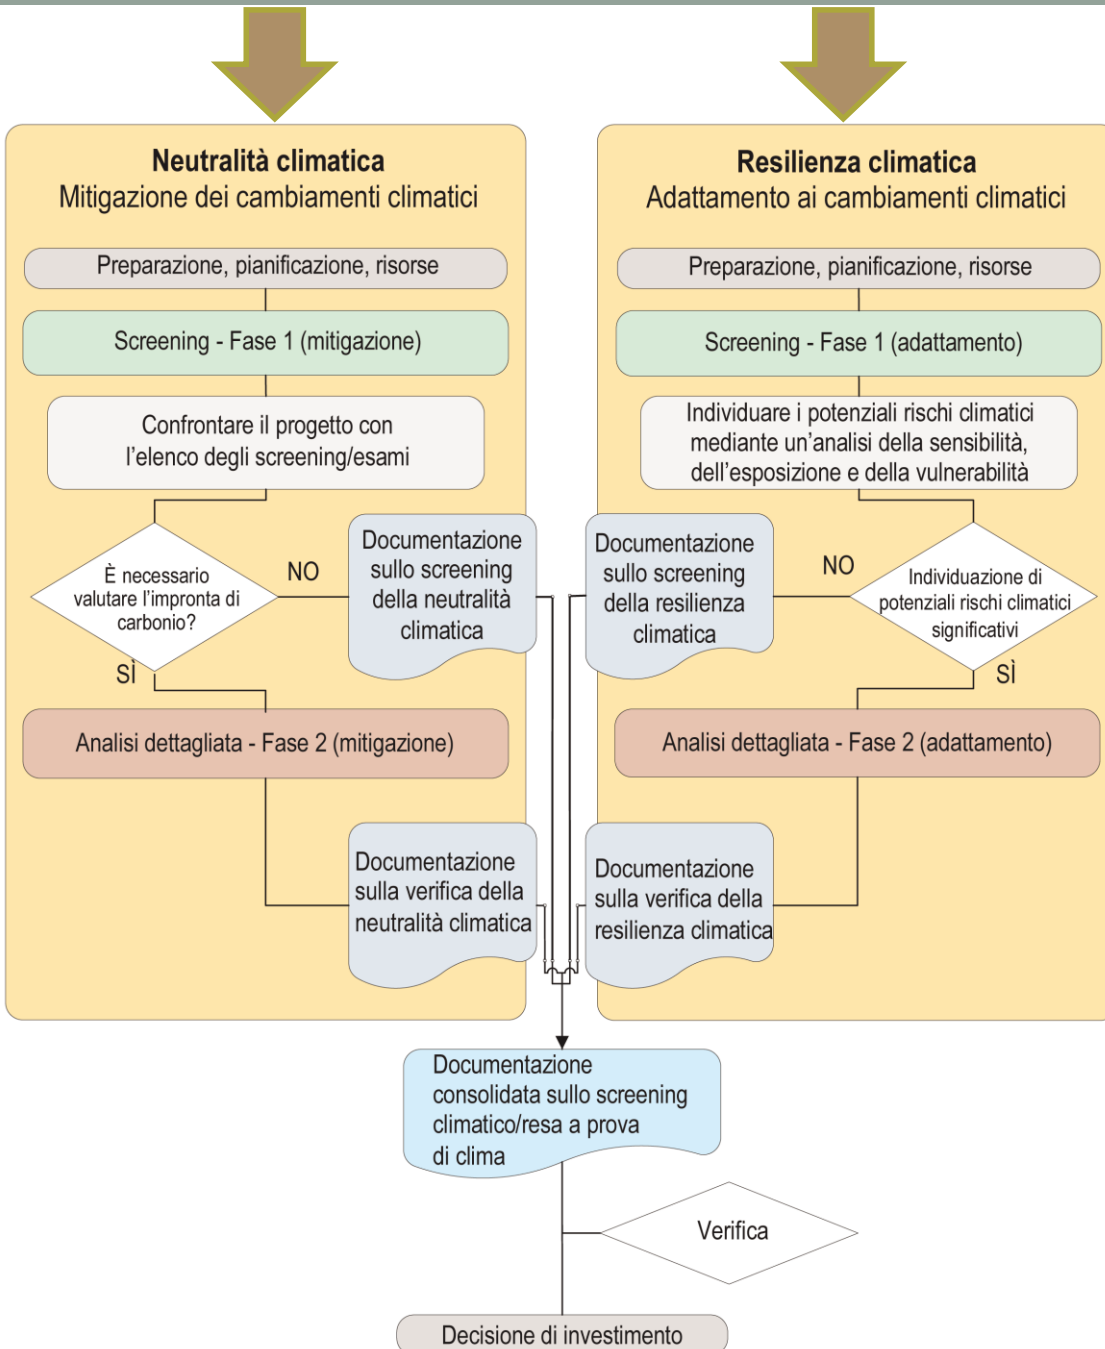 Neutralità climatica
Mitigazione dei cambiamenti climatici
Preparazione, pianificazione, risorse
Screening - Fase 1 (mitigazione)
Confrontare il progetto con
l'elenco degli screening/esami
È necessario
valutare l'impronta di
carbonio?
NO
SÌ
Documentazione
sullo screening
della neutralità
climatica
Analisi dettagliata - Fase 2 (mitigazione)
Documentazione
sulla verifica della
neutralità climatica
Resilienza climatica
Adattamento ai cambiamenti climatici
Preparazione, pianificazione, risorse
Screening - Fase 1 (adattamento)
Individuare i potenziali rischi climatici
mediante un'analisi della sensibilità,
dell'esposizione e della vulnerabilità
Documentazione
sullo screening
della resilienza
climatica
NO
Individuazione di
potenziali rischi climatici
significativi
SÌ
Analisi dettagliata - Fase 2 (adattamento)
Documentazione
sulla verifica della
resilienza climatica
Documentazione
consolidata sullo screening
climatico/resa a prova
di clima
Verifica
Decisione di investimento